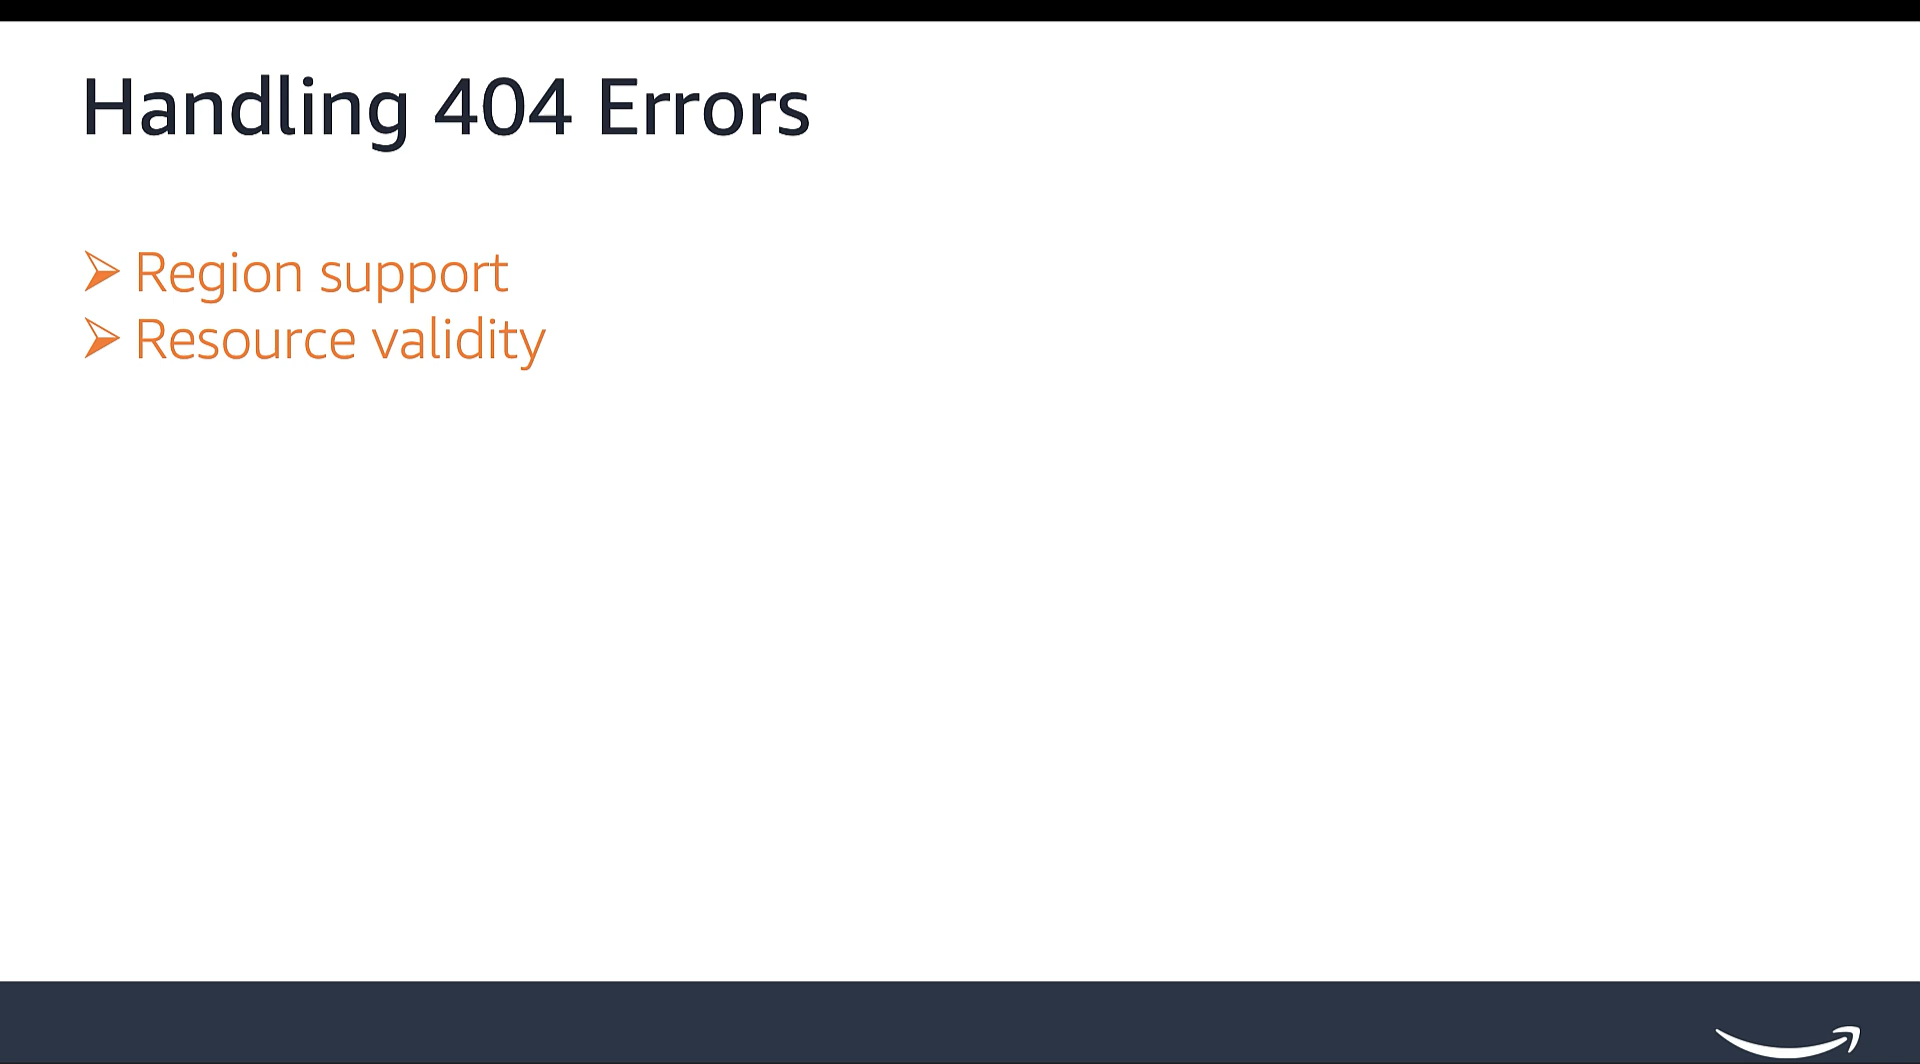 Handling 404 Errors
➢ Region support
➢ Resource validity